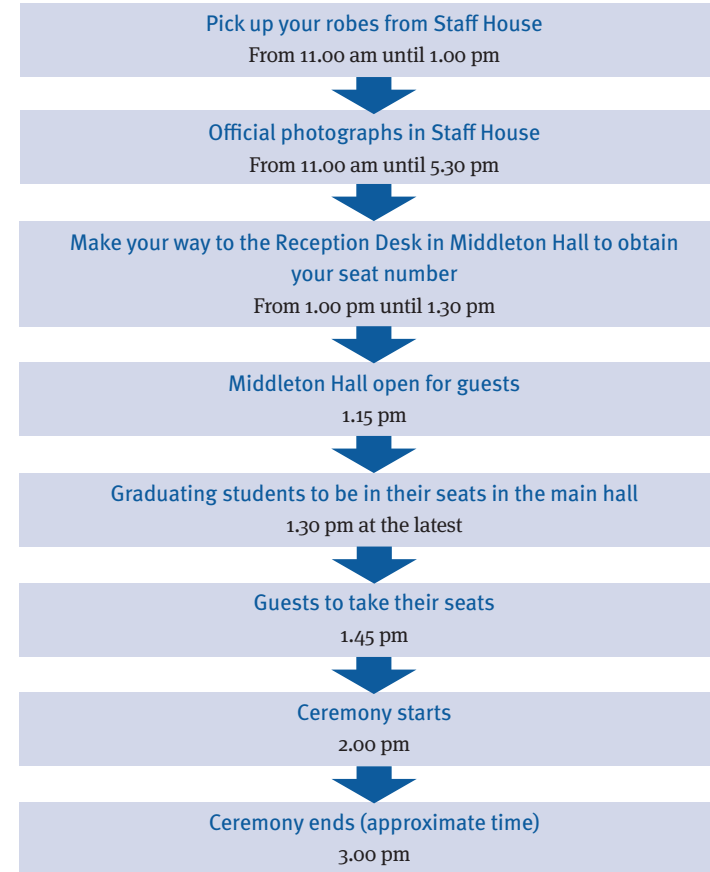 Pick up your robes from Staff House
From 11.00 am until 1.00 pm
Official photographs in Staff House
From 11.00 am until 5.30 pm
Make your way to the Reception Desk in Middleton Hall to obtain
your seat number
From 1.00 pm until 1.30 pm
Middleton Hall open for guests
1.15 pm
Graduating students to be in their seats in the main hall
1.30 pm at the latest
Guests to take their seats
1.45 pm
Ceremony starts
2.00 pm
Ceremony ends (approximate time)
3.00 pm